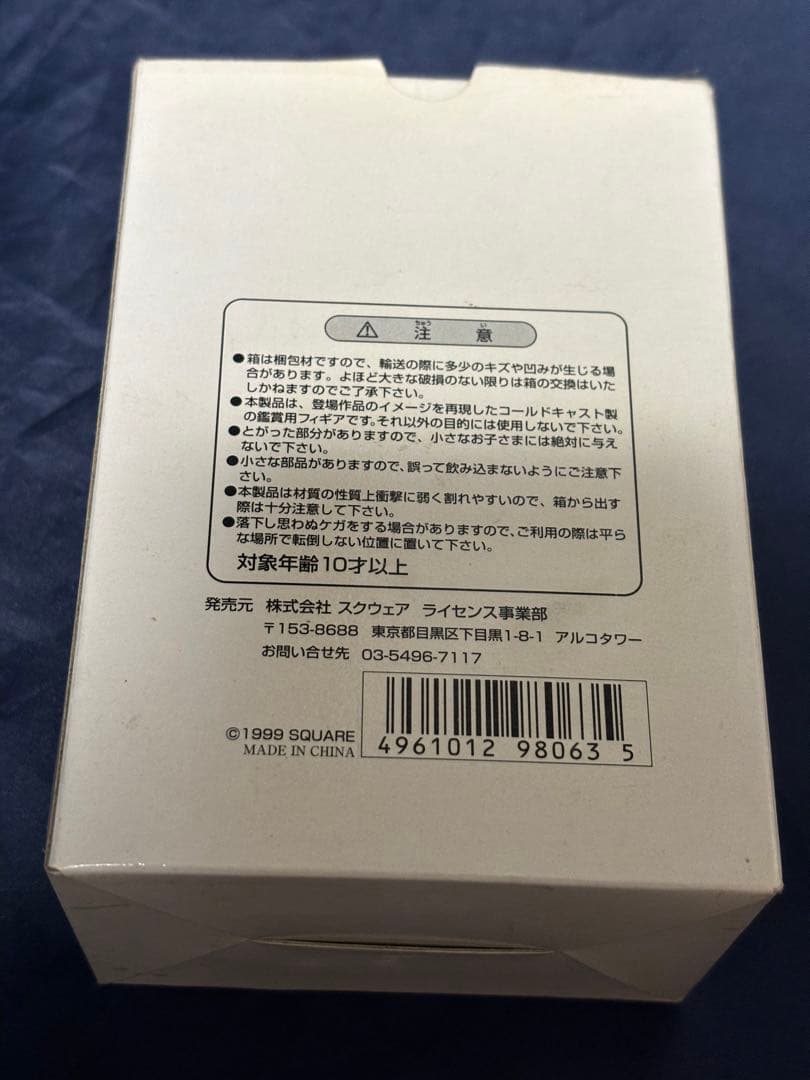 ⚠ 注意
ちゅう い
●箱は梱包材ですので、輸送の際に多少のキズや凹みが生じる場
合があります。よほど大きな破損のない限りは箱の交換はいた
しかねますのでご了承下さい。
●本製品は、登場作品のイメージを再現したコールドキャスト製
の鑑賞用フィギアです。それ以外の目的には使用しないで下さい。
●とがった部分がありますので、小さなお子さまには絶対に与え
ないで下さい。
●小さな部品がありますので、誤って飲み込まないようにご注意下
さい。
●本製品は材質の性質上衝撃に弱く割れやすいので、箱から出す
際は十分注意して下さい。
●落下し思わぬケガをする場合がありますので、ご利用の際は平ら
な場所で転倒しない位置に置いて下さい。
対象年齢10才以上
発売元 株式会社 スクウェア ライセンス事業部
〒153-8688 東京都目黒区下目黒1-8-1 アルコタワー
お問い合せ先 03-5496-7117
©1999 SQUARE
MADE IN CHINA
4961012 98063 5